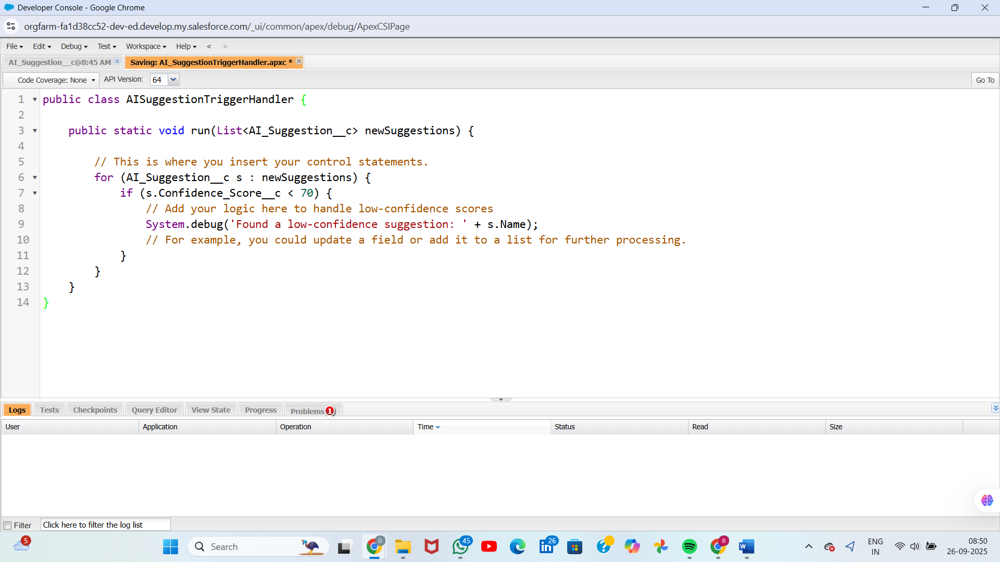 Developer Console - Google Chrome
orgfarm-fa1d38cc52-dev-ed.develop.my.salesforce.com/_ui/common/apex/debug/ApexCSIPage
File Edit Debug Test Workspace Help < >
AI_Suggestion__c@8:45 AM Saving: AI_SuggestionTriggerHandler.apxc *
Code Coverage: None API Version: 64 Go To
1 public class AISuggestionTriggerHandler {
2
3 public static void run(List<AI_Suggestion__c> newSuggestions) {
4
5 // This is where you insert your control statements.
6 for (AI_Suggestion__c s : newSuggestions) {
7 if (s.Confidence_Score__c < 70) {
8 // Add your logic here to handle low-confidence scores
9 System.debug('Found a low-confidence suggestion: ' + s.Name);
10 // For example, you could update a field or add it to a list for further processing.
11 }
12 }
13 }
14 }
Logs Tests Checkpoints Query Editor View State Progress Problems 1
User Application Operation Time Status Read Size
Filter Click here to filter the log list
5 Search D 45 26 B W ENG 08:50
IN 26-09-2025